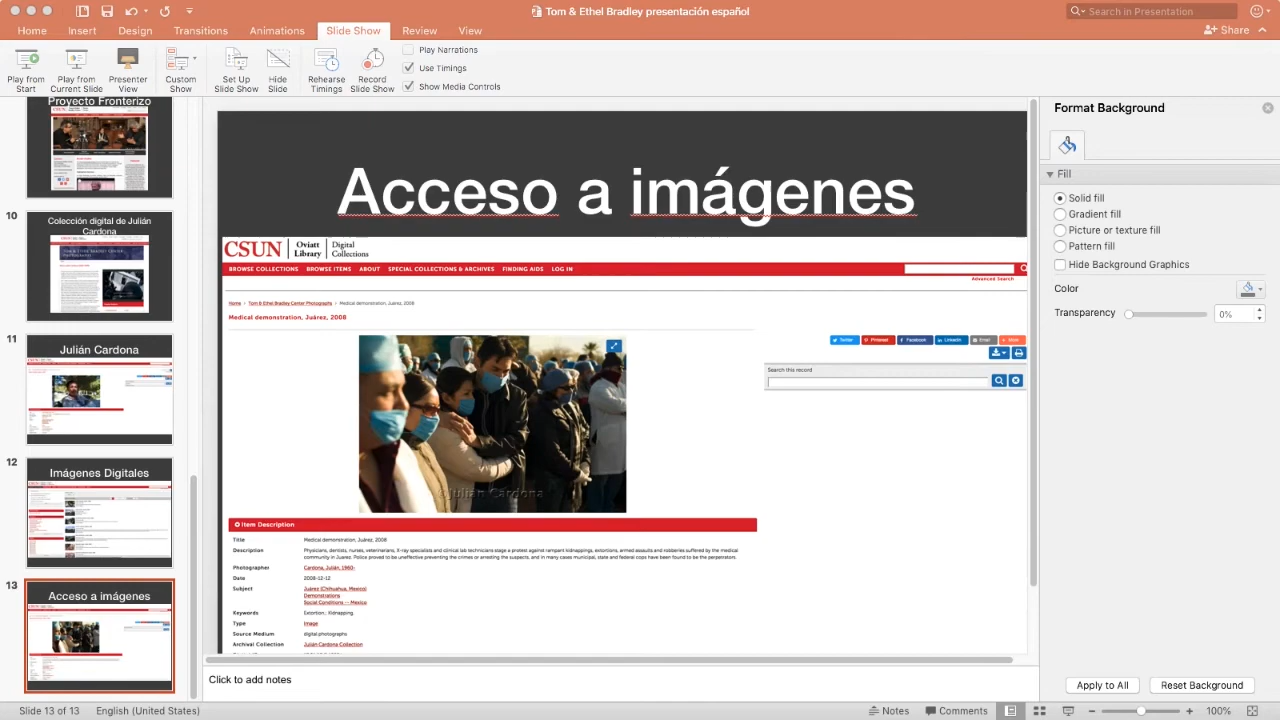 Tom & Ethel Bradley presentación español
Search in Presentation
Home Insert Design Transitions Animations Slide Show Review View
Share
Play from Start
Play from Current Slide
Presenter View
Custom Show
Set Up Slide Show
Hide Slide
Rehearse Timings
Record Slide Show
Play Narrations
Use Timings
Show Media Controls
Proyecto Fronterizo
10
Colección digital de Julián
Cardona
11
Julián Cardona
12
Imágenes Digitales
13
Acceso a imágenes
Acceso a imágenes
CSUN Oviatt Library Digital Collections
BROWSE COLLECTIONS BROWSE ITEMS ABOUT SPECIAL COLLECTIONS & ARCHIVES FINDING AIDS LOG IN
Advanced Search
Home > Tom & Ethel Bradley Center Photographs > Medical demonstration, Juárez, 2008
Medical demonstration, Juárez, 2008
Twitter Pinterest Facebook LinkedIn Email
Search this record
©Julián Cardona
Item Description
Title Medical demonstration, Juárez, 2008
Description Physicians, dentists, nurses, veterinarians, X-ray specialists and clinical lab technicians stage a protest against rampant kidnappings, extortions, armed assaults and robberies suffered by the medical
community in Juarez. Police proved to be uneffective preventing the crimes or arresting the suspects, and in many cases municipal, state and federal cops have been found to be the perpetrators.
Photographer Cardona, Julián, 1960-
Date 2008-12-12
Subject Juárez (Chihuahua, Mexico)
Demonstrations
Social Conditions -- Mexico
Keywords Extortion; Kidnapping
Type Image
Source Medium digital photographs
Archival Collection Julián Cardona Collection
Click to add notes
Format Background
Fill
Solid fill
Gradient fill
Picture or texture fill
Pattern fill
Hide Background Graphics
Color
Transparency 0%
Apply to All Reset Background
Slide 13 of 13 English (United States) Notes Comments 100%